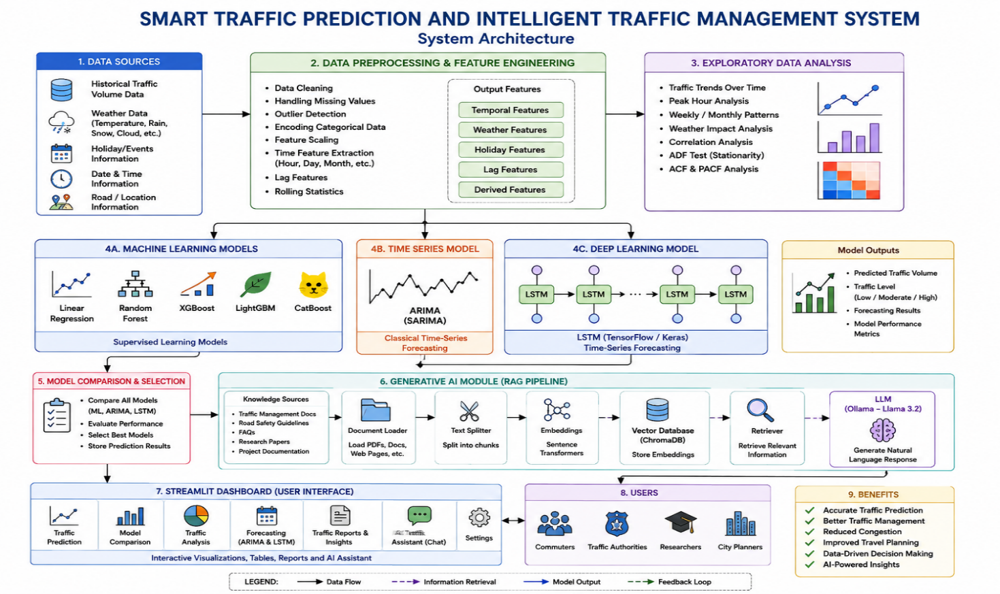 SMART TRAFFIC PREDICTION AND INTELLIGENT TRAFFIC MANAGEMENT SYSTEM
System Architecture
1. DATA SOURCES
Historical Traffic
Volume Data
Weather Data
(Temperature, Rain,
Snow, Cloud, etc.)
Holiday/Events
Information
Date & Time
Information
Road / Location
Information
2. DATA PREPROCESSING & FEATURE ENGINEERING
• Data Cleaning
• Handling Missing Values
• Outlier Detection
• Encoding Categorical Data
• Feature Scaling
• Time Feature Extraction
(Hour, Day, Month, etc.)
• Lag Features
• Rolling Statistics
Output Features
Temporal Features
Weather Features
Holiday Features
Lag Features
Derived Features
3. EXPLORATORY DATA ANALYSIS
• Traffic Trends Over Time
• Peak Hour Analysis
• Weekly / Monthly Patterns
• Weather Impact Analysis
• Correlation Analysis
• ADF Test (Stationarity)
• ACF & PACF Analysis
4A. MACHINE LEARNING MODELS
Linear
Regression
Random
Forest
XGBoost
LightGBM
CatBoost
Supervised Learning Models
4B. TIME SERIES MODEL
ARIMA
(SARIMA)
Classical Time-Series
Forecasting
4C. DEEP LEARNING MODEL
LSTM
LSTM
...
LSTM
LSTM
LSTM (TensorFlow / Keras)
Time-Series Forecasting
Model Outputs
• Predicted Traffic Volume
• Traffic Level
(Low / Moderate / High)
• Forecasting Results
• Model Performance
Metrics
5. MODEL COMPARISON & SELECTION
• Compare All Models
(ML, ARIMA, LSTM)
• Evaluate Performance
• Select Best Models
• Store Prediction Results
6. GENERATIVE AI MODULE (RAG PIPELINE)
Knowledge Sources
• Traffic Management Docs
• Road Safety Guidelines
• FAQs
• Research Papers
• Project Documentation
Document Loader
Load PDFs, Docs,
Web Pages, etc.
Text Splitter
Split into chunks
Embeddings
Sentence
Transformers
Vector Database
(ChromaDB)
Store Embeddings
Retriever
Retrieve Relevant
Information
LLM
(Ollama – Llama 3.2)
Generate Natural
Language Response
7. STREAMLIT DASHBOARD (USER INTERFACE)
Traffic
Prediction
Model
Comparison
Traffic
Analysis
Forecasting
(ARIMA & LSTM)
Traffic Reports &
Insights
Assistant (Chat)
Settings
Interactive Visualizations, Tables, Reports and AI Assistant
8. USERS
Commuters
Traffic Authorities
Researchers
City Planners
9. BENEFITS
Accurate Traffic Prediction
Better Traffic Management
Reduced Congestion
Improved Travel Planning
Data-Driven Decision Making
AI-Powered Insights
LEGEND:
Data Flow
Information Retrieval
Model Output
Feedback Loop